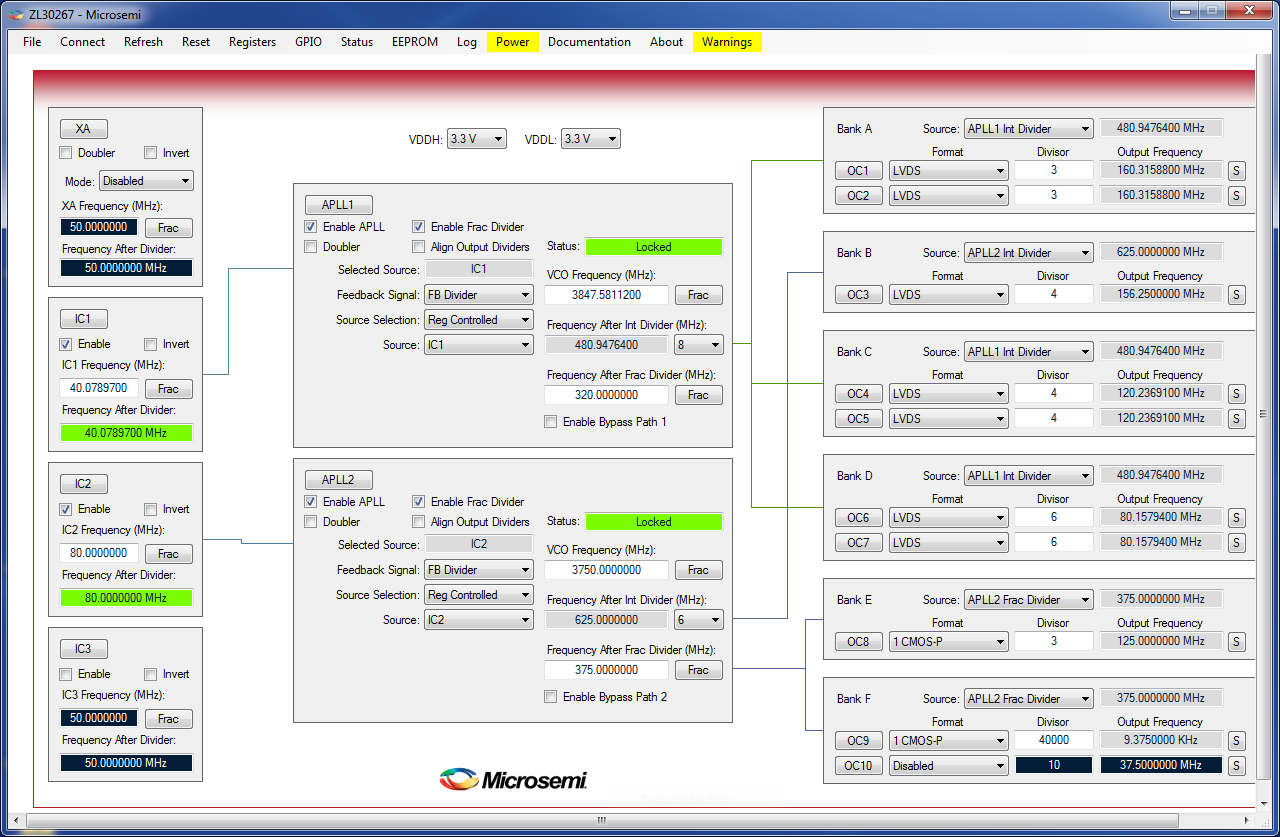 ZL30267 - Microsemi
File Connect Refresh Reset Registers GPIO Status EEPROM Log Power Documentation About Warnings
XA
Doubler Invert
Mode: Disabled
XA Frequency (MHz):
50.0000000 Frac
Frequency After Divider:
50.0000000 MHz
IC1
Enable Invert
IC1 Frequency (MHz):
40.0789700 Frac
Frequency After Divider:
40.0789700 MHz
IC2
Enable Invert
IC2 Frequency (MHz):
80.0000000 Frac
Frequency After Divider:
80.0000000 MHz
IC3
Enable Invert
IC3 Frequency (MHz):
50.0000000 Frac
Frequency After Divider:
50.0000000 MHz
VDDH: 3.3 V VDDL: 3.3 V
APLL1
Enable APLL Enable Frac Divider
Doubler Align Output Dividers Status: Locked
Selected Source: IC1 VCO Frequency (MHz):
Feedback Signal: FB Divider 3847.5811200 Frac
Source Selection: Reg Controlled Frequency After Int Divider (MHz):
Source: IC1 480.9476400 8
Frequency After Frac Divider (MHz):
320.0000000 Frac
Enable Bypass Path 1
APLL2
Enable APLL Enable Frac Divider
Doubler Align Output Dividers Status: Locked
Selected Source: IC2 VCO Frequency (MHz):
Feedback Signal: FB Divider 3750.0000000 Frac
Source Selection: Reg Controlled Frequency After Int Divider (MHz):
Source: IC2 625.0000000 6
Frequency After Frac Divider (MHz):
375.0000000 Frac
Enable Bypass Path 2
Microsemi.
Bank A Source: APLL1 Int Divider 480.9476400 MHz
Format Divisor Output Frequency
OC1 LVDS 3 160.3158800 MHz S
OC2 LVDS 3 160.3158800 MHz S
Bank B Source: APLL2 Int Divider 625.0000000 MHz
Format Divisor Output Frequency
OC3 LVDS 4 156.2500000 MHz S
Bank C Source: APLL1 Int Divider 480.9476400 MHz
Format Divisor Output Frequency
OC4 LVDS 4 120.2369100 MHz S
OC5 LVDS 4 120.2369100 MHz S
Bank D Source: APLL1 Int Divider 480.9476400 MHz
Format Divisor Output Frequency
OC6 LVDS 6 80.1579400 MHz S
OC7 LVDS 6 80.1579400 MHz S
Bank E Source: APLL2 Frac Divider 375.0000000 MHz
Format Divisor Output Frequency
OC8 1 CMOS-P 3 125.0000000 MHz S
Bank F Source: APLL2 Frac Divider 375.0000000 MHz
Format Divisor Output Frequency
OC9 1 CMOS-P 40000 9.3750000 KHz S
OC10 Disabled 10 37.5000000 MHz S
Rectangular Snip